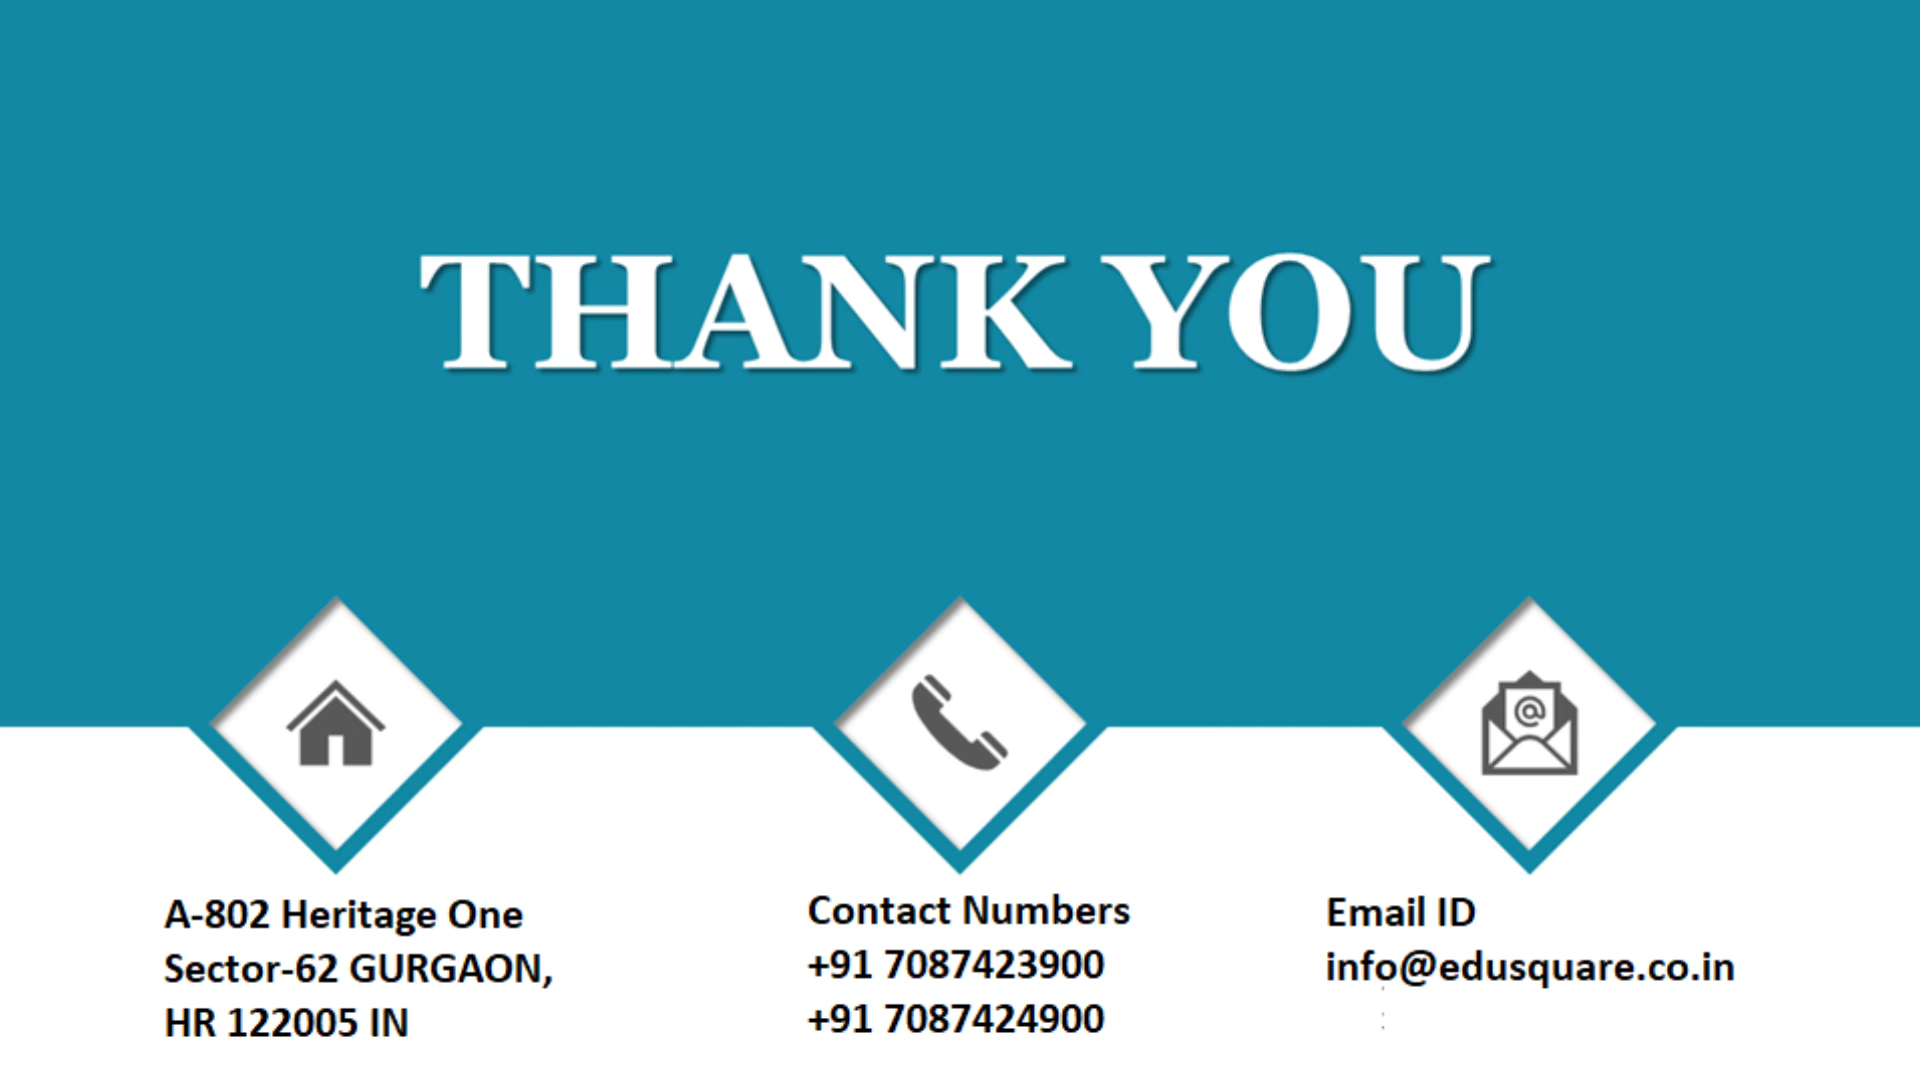 THANK YOU
A-802 Heritage One
Sector-62 GURGAON,
HR 122005 IN
Contact Numbers
+91 7087423900
+91 7087424900
Email ID
info@edusquare.co.in